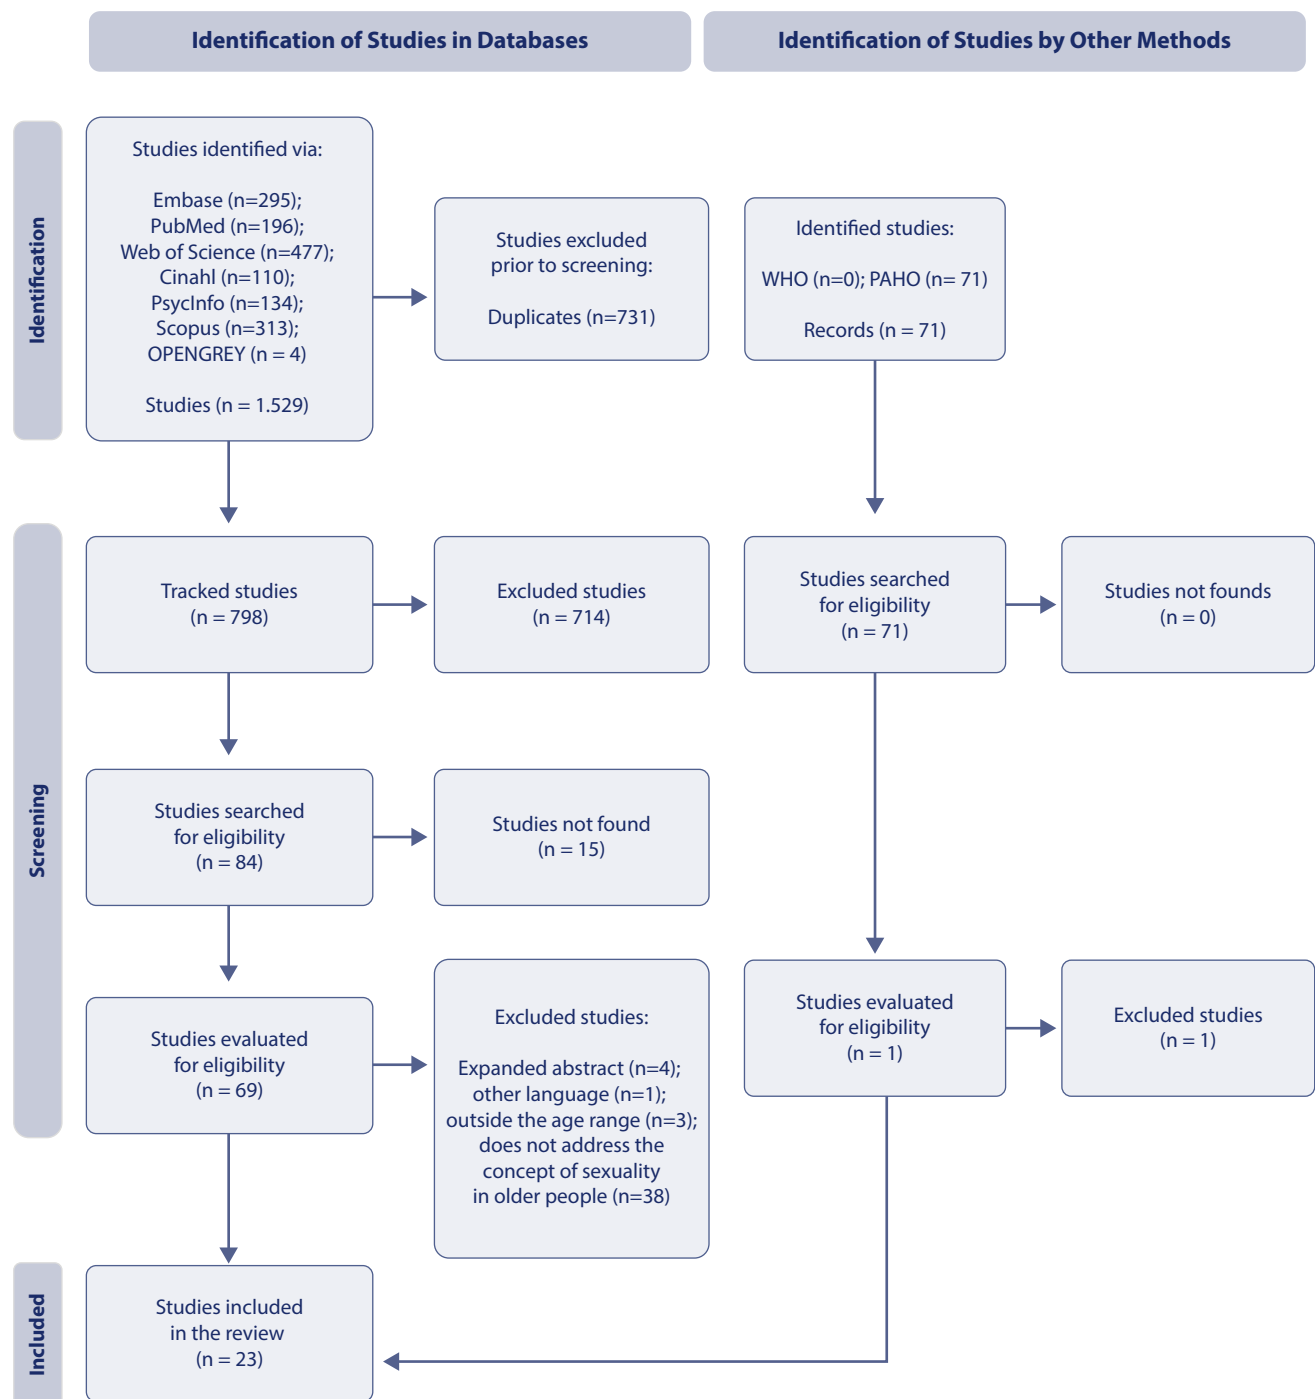 Identification of Studies in Databases
Identification of Studies by Other Methods
Identification
Studies identified via:
Embase (n=295);
PubMed (n=196);
Web of Science (n=477);
Cinahl (n=110);
PsycInfo (n=134);
Scopus (n=313);
OPENGREY (n = 4)
Studies (n = 1.529)
Studies excluded
prior to screening:
Duplicates (n=731)
Identified studies:
WHO (n=0); PAHO (n= 71)
Records (n = 71)
Screening
Tracked studies
(n = 798)
Excluded studies
(n = 714)
Studies searched
for eligibility
(n = 71)
Studies not founds
(n = 0)
Studies searched
for eligibility
(n = 84)
Studies not found
(n = 15)
Studies evaluated
for eligibility
(n = 69)
Excluded studies:
Expanded abstract (n=4);
other language (n=1);
outside the age range (n=3);
does not address the
concept of sexuality
in older people (n=38)
Studies evaluated
for eligibility
(n = 1)
Excluded studies
(n = 1)
Included
Studies included
in the review
(n = 23)